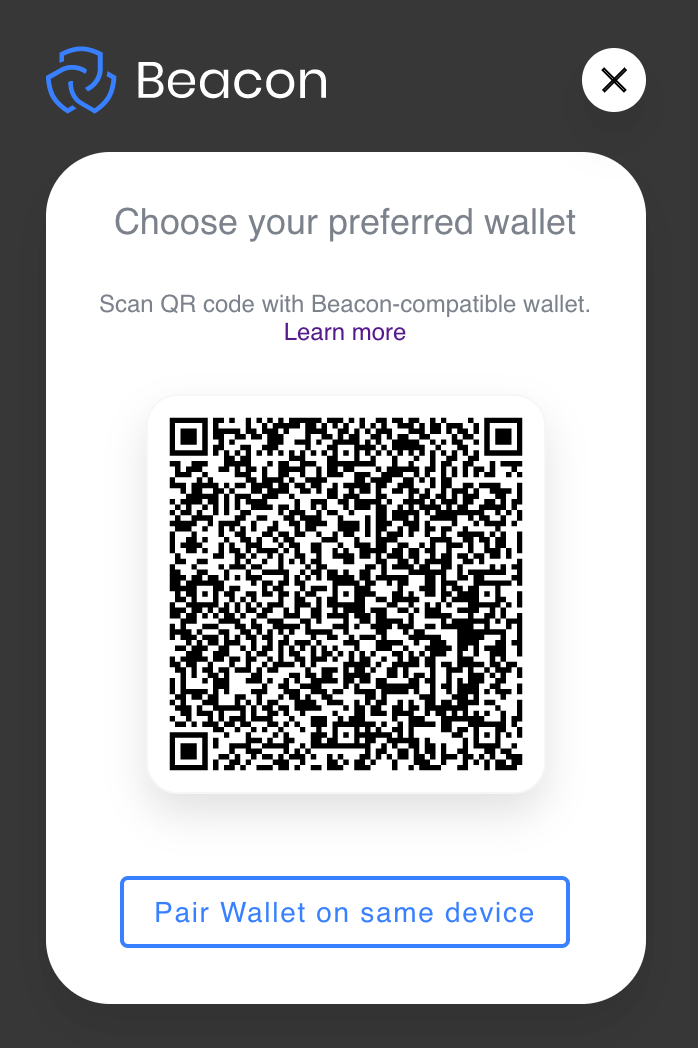 Beacon
Choose your preferred wallet
Scan QR code with Beacon-compatible wallet.
Learn more
Pair Wallet on same device